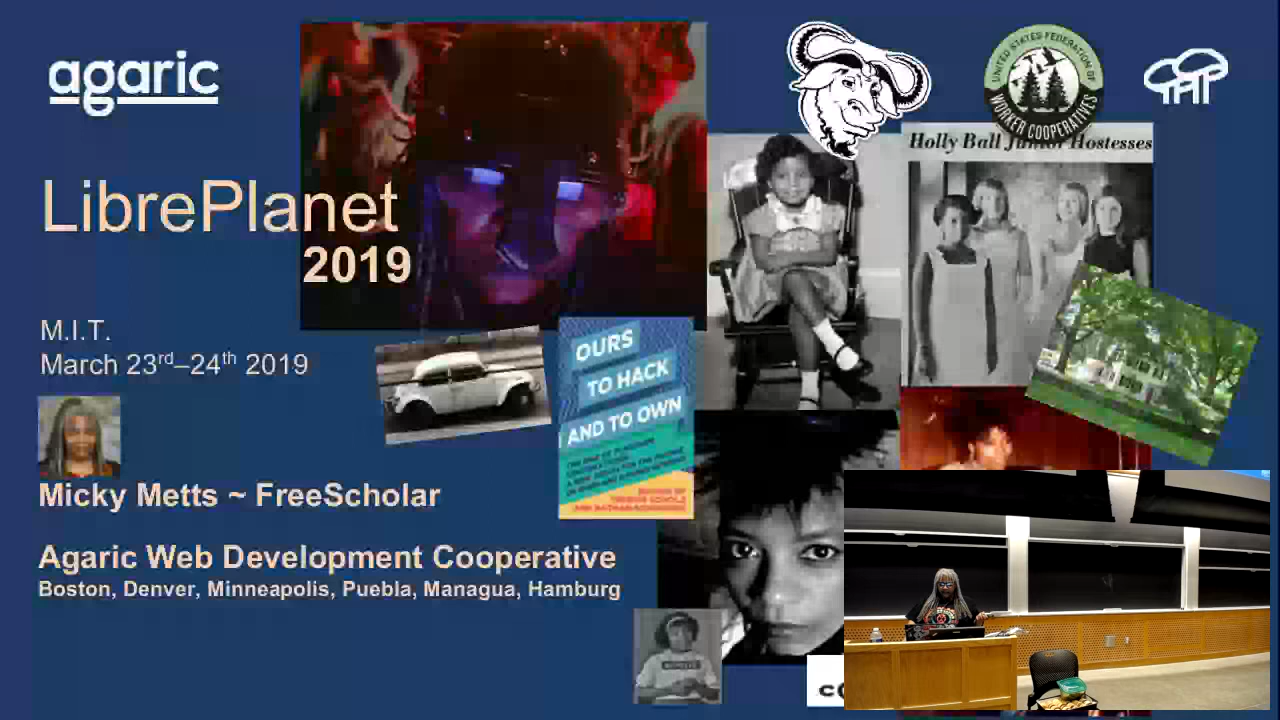 agaric
UNITED STATES FEDERATION OF
WORKER COOPERATIVES
Holly Ball Junior Hostesses
LibrePlanet
2019
M.I.T.
March 23rd–24th 2019
OURS
TO HACK
AND TO OWN
Micky Metts ~ FreeScholar
Agaric Web Development Cooperative
Boston, Denver, Minneapolis, Puebla, Managua, Hamburg